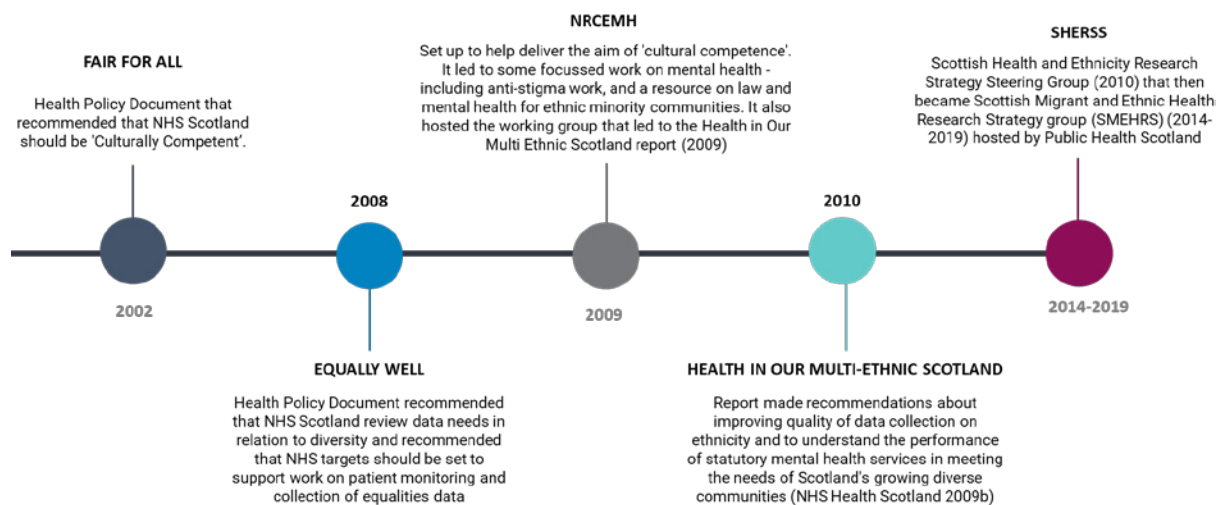 FAIR FOR ALL
Health Policy Document that
recommended that NHS Scotland
should be 'Culturally Competent'.
2002
2008
EQUALLY WELL
Health Policy Document recommended
that NHS Scotland review data needs in
relation to diversity and recommended
that NHS targets should be set to
support work on patient monitoring and
collection of equalities data
NRCEMH
Set up to help deliver the aim of 'cultural competence'.
It led to some focussed work on mental health -
including anti-stigma work, and a resource on law and
mental health for ethnic minority communities. It also
hosted the working group that led to the Health in Our
Multi Ethnic Scotland report (2009)
2009
2010
HEALTH IN OUR MULTI-ETHNIC SCOTLAND
Report made recommendations about
improving quality of data collection on
ethnicity and to understand the performance
of statutory mental health services in meeting
the needs of Scotland's growing diverse
communities (NHS Health Scotland 2009b)
SHERSS
Scottish Health and Ethnicity Research
Strategy Steering Group (2010) that then
became Scottish Migrant and Ethnic Health
Research Strategy group (SMEHRS) (2014-
2019) hosted by Public Health Scotland
2014-2019